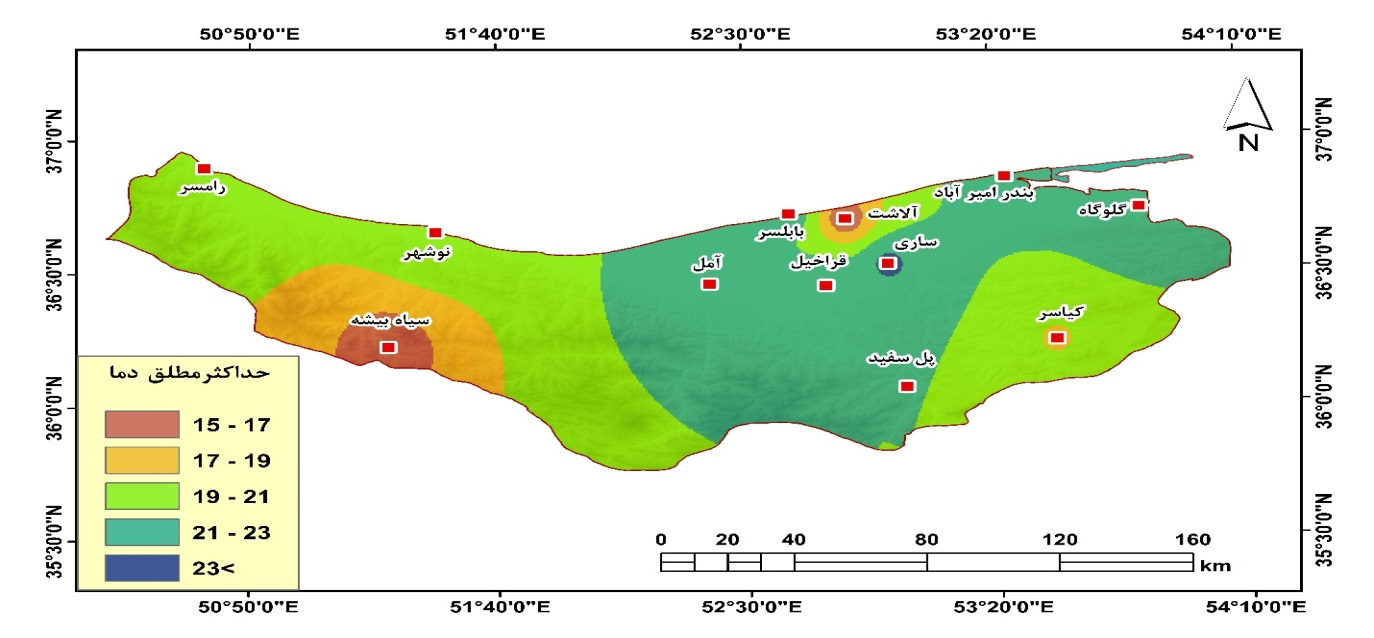 50°50'0"E 51°40'0"E 52°30'0"E 53°20'0"E 54°10'0"E
37°0'0"N
37°0'0"N
N
رامسر
بندر امیر آباد
گلوگاه
آلاشت
بابلسر
نوشهر
ساری
قراخیل
آمل
36°30'0"N
36°30'0"N
کیاسر
سیاه بیشه
پل سفید
حداکثرمطلق دما
15 - 17
17 - 19
19 - 21
21 - 23
23<
36°0'0"N
36°0'0"N
35°30'0"N
35°30'0"N
0 20 40 80 120 160
km
50°50'0"E 51°40'0"E 52°30'0"E 53°20'0"E 54°10'0"E